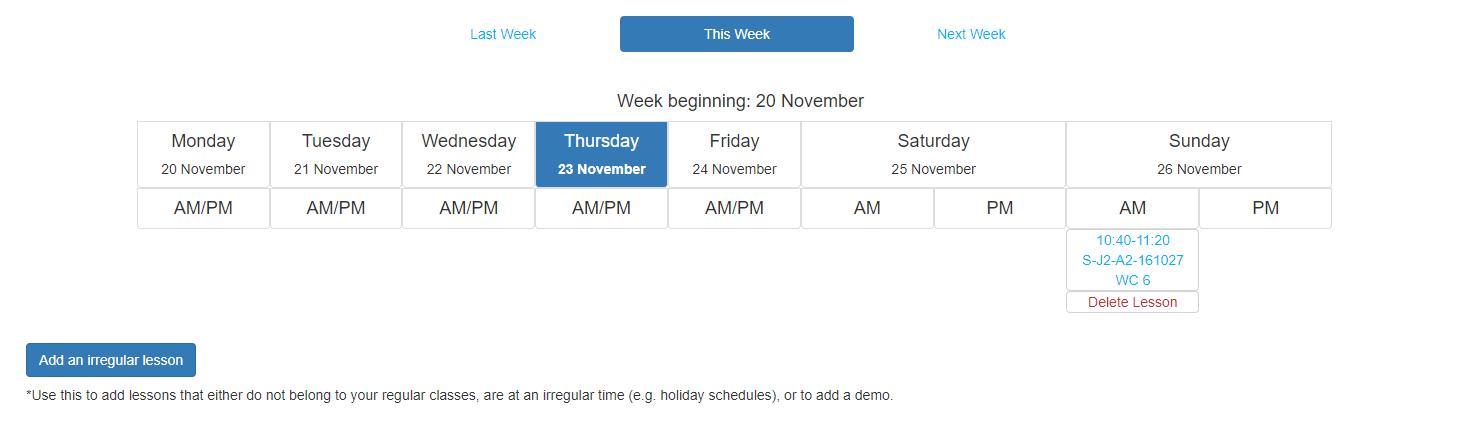 Last Week This Week Next Week
Week beginning: 20 November
Monday Tuesday Wednesday Thursday Friday Saturday Sunday
20 November 21 November 22 November 23 November 24 November 25 November 26 November
AM/PM AM/PM AM/PM AM/PM AM/PM AM PM AM PM
10:40-11:20
S-J2-A2-161027
WC 6
Delete Lesson
Add an irregular lesson
*Use this to add lessons that either do not belong to your regular classes, are at an irregular time (e.g. holiday schedules), or to add a demo.